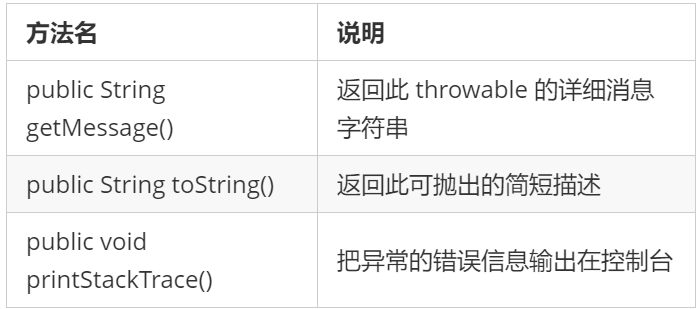 方法名 说明
public String
getMessage()
返回此 throwable 的详细消息
字符串
public String toString() 返回此可抛出的简短描述
public void
printStackTrace()
把异常的错误信息输出在控制台